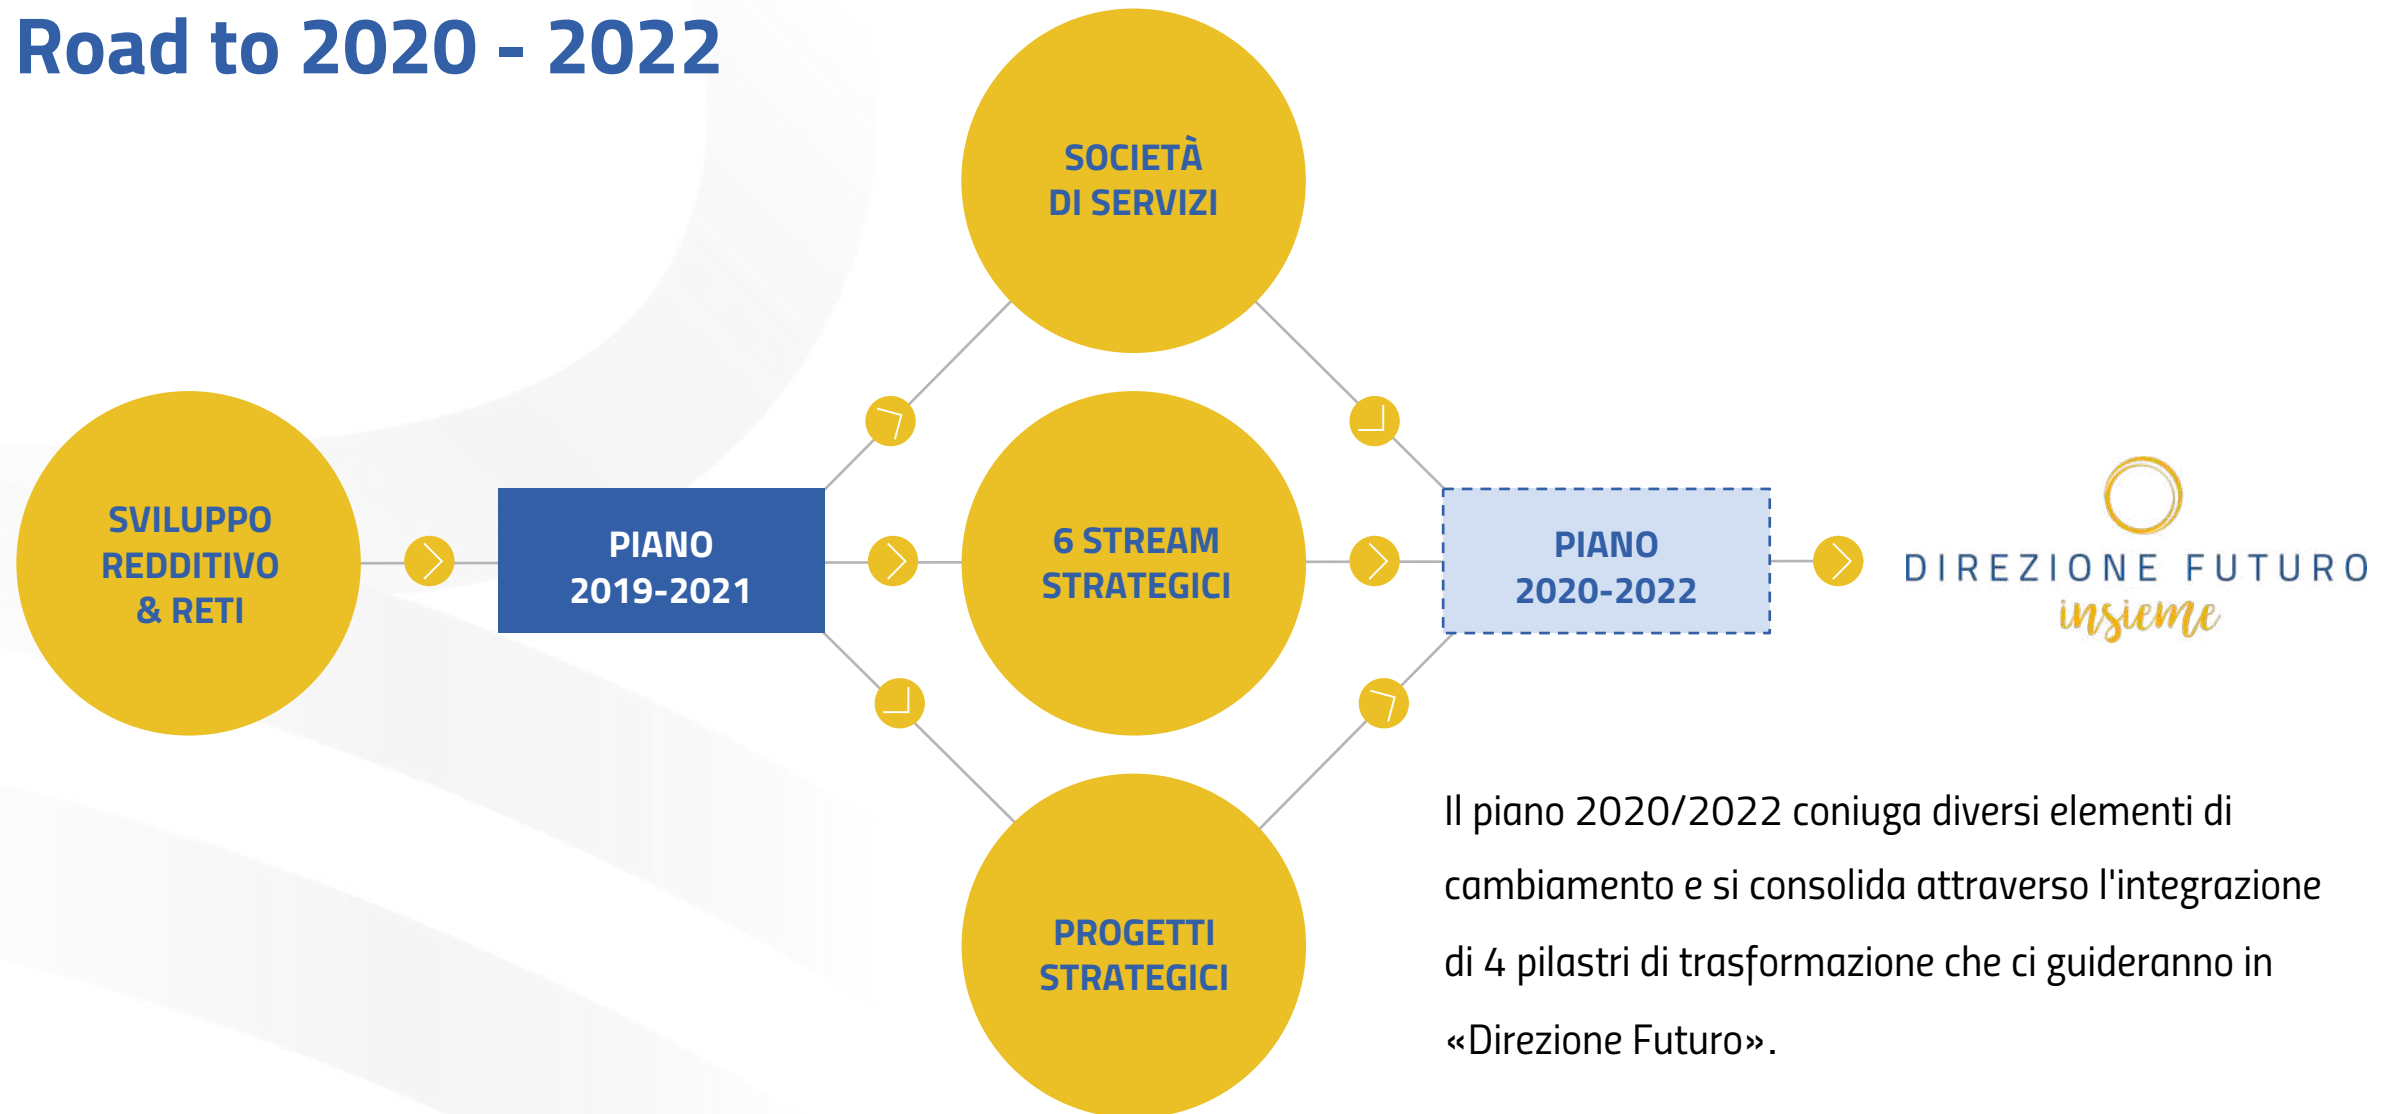 Road to 2020 - 2022
SOCIETÀ
DI SERVIZI
SVILUPPO
REDDITIVO
& RETI
PIANO
2019-2021
6 STREAM
STRATEGICI
PIANO
2020-2022
DIREZIONE FUTURO
insieme
PROGETTI
STRATEGICI
Il piano 2020/2022 coniuga diversi elementi di
cambiamento e si consolida attraverso l'integrazione
di 4 pilastri di trasformazione che ci guideranno in
«Direzione Futuro».